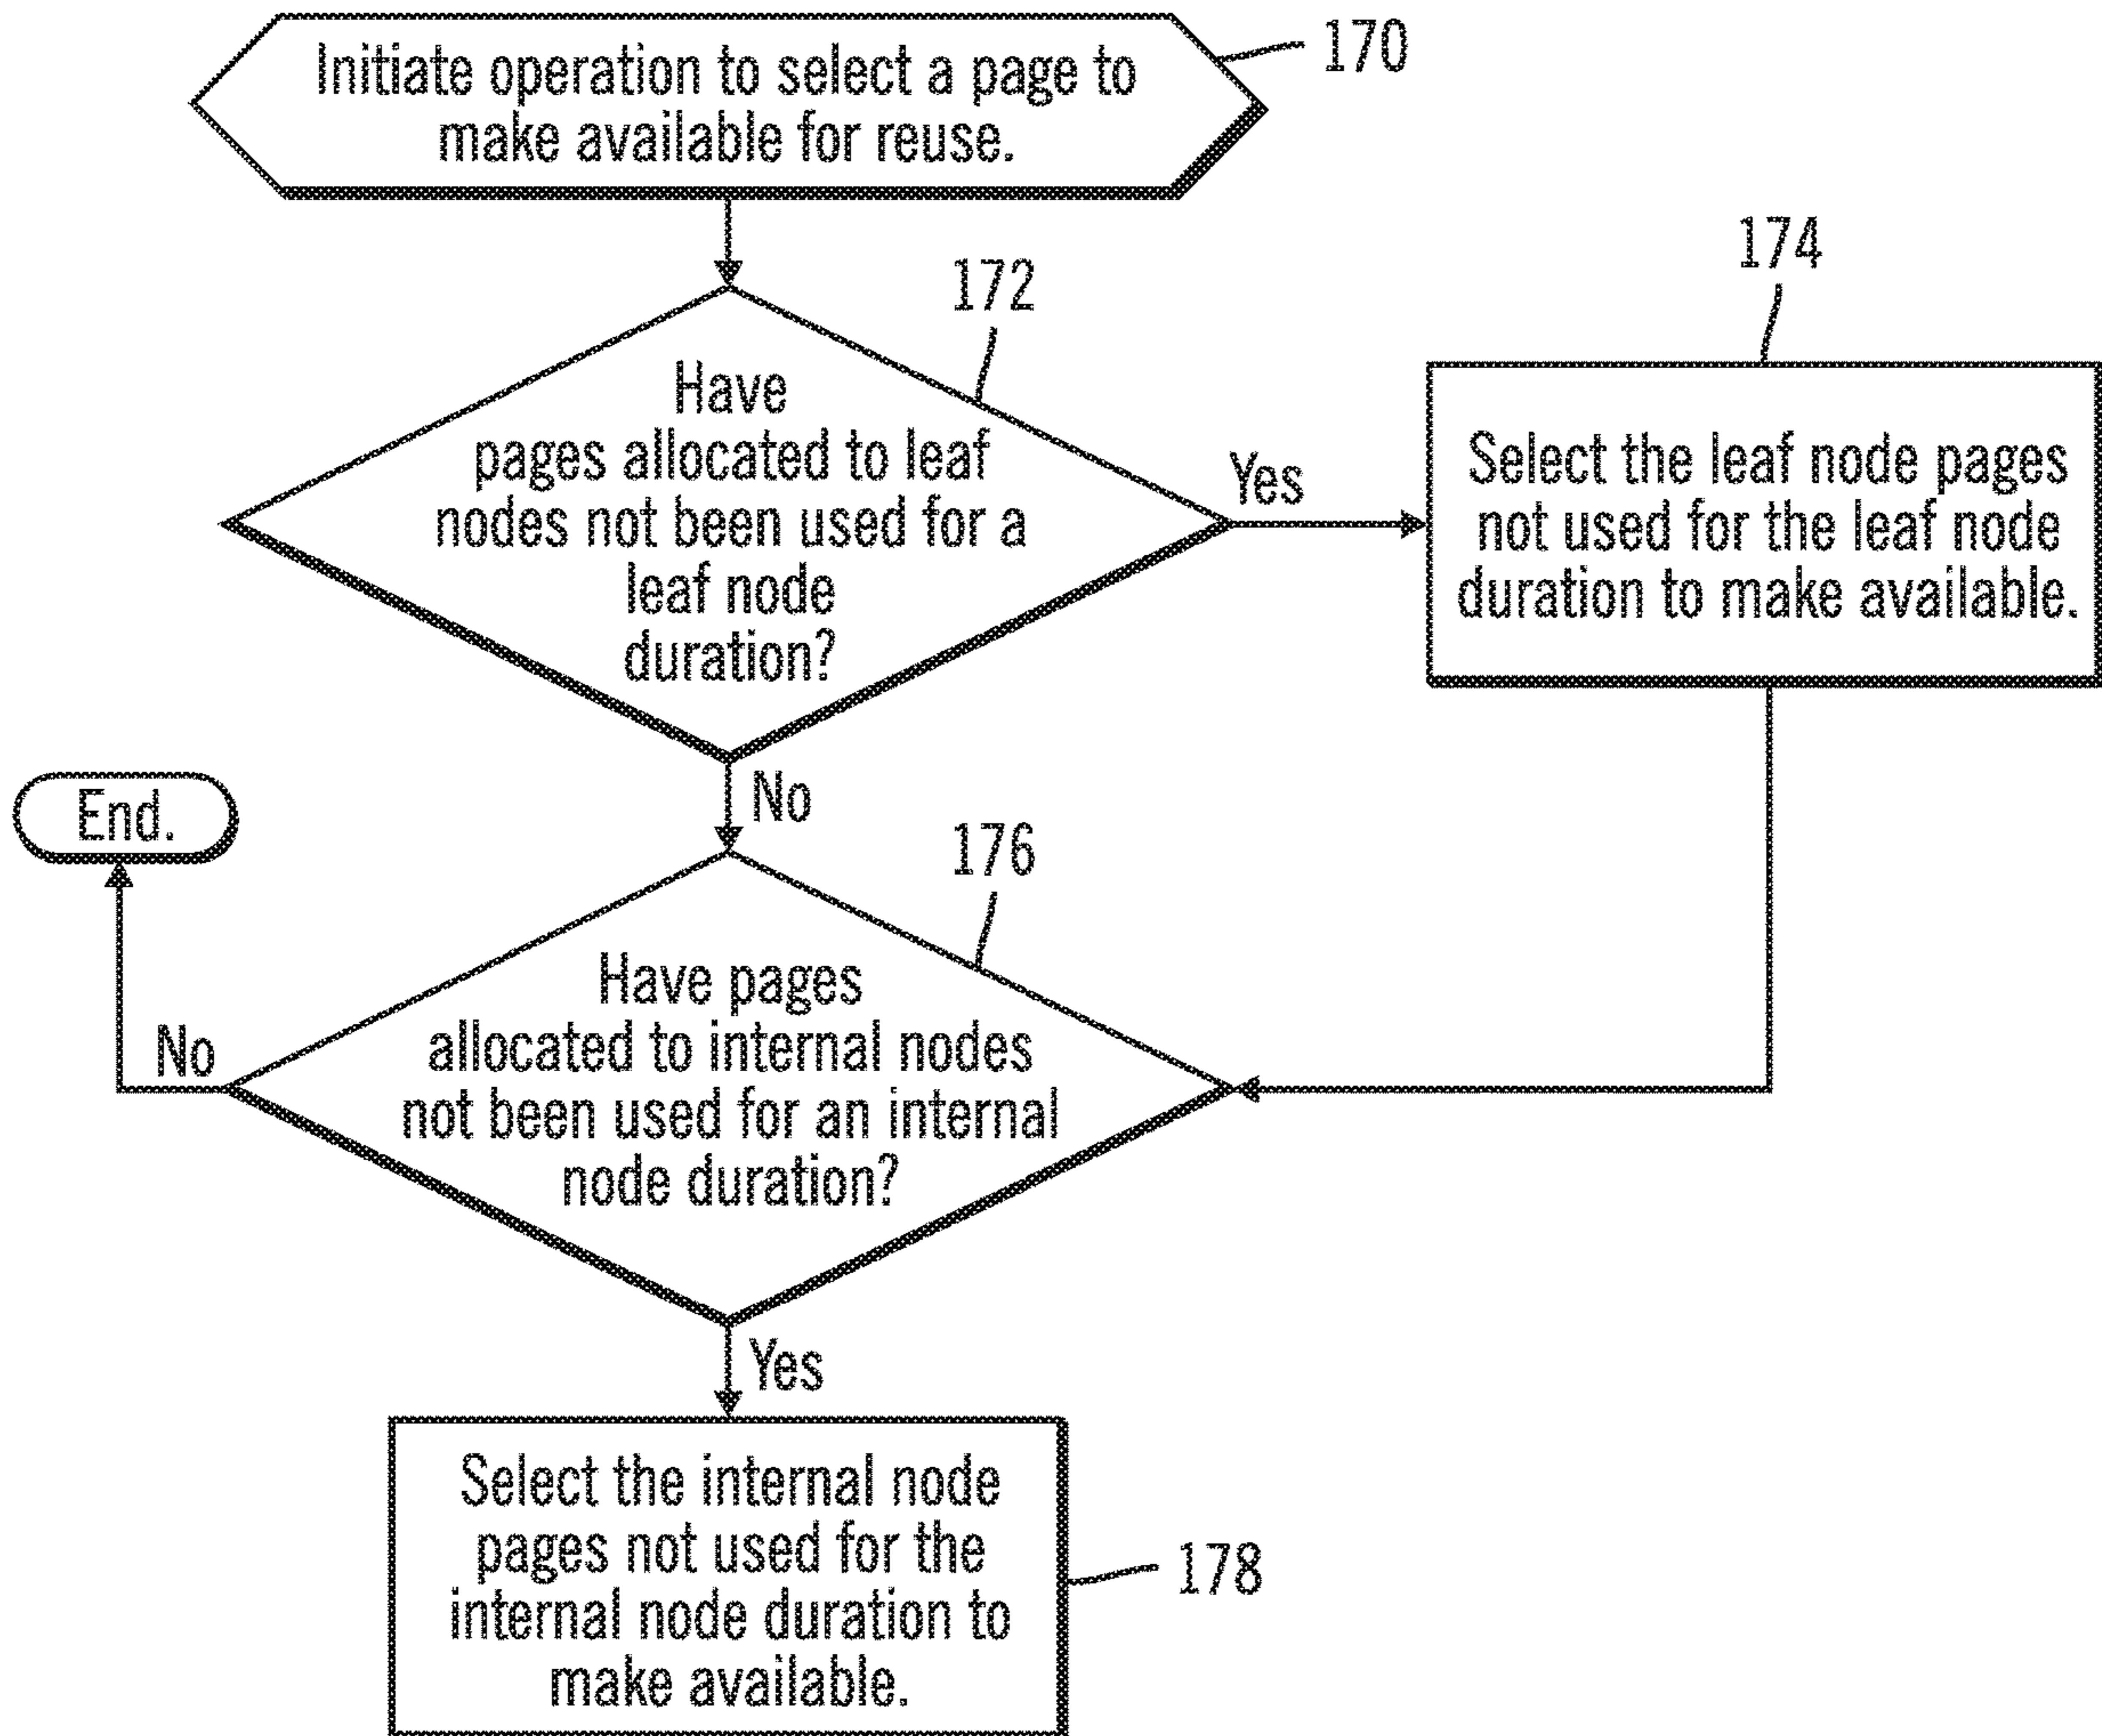 Initiate operation to select a page to
make available for reuse.
170
172
Have
pages allocated to leaf
nodes not been used for a
leaf node
duration?
Yes
174
Select the leaf node pages
not used for the leaf node
duration to make available.
No
End.
176
Have pages
allocated to internal nodes
not been used for an internal
node duration?
No
Yes
Select the internal node
pages not used for the
internal node duration to
make available.
178